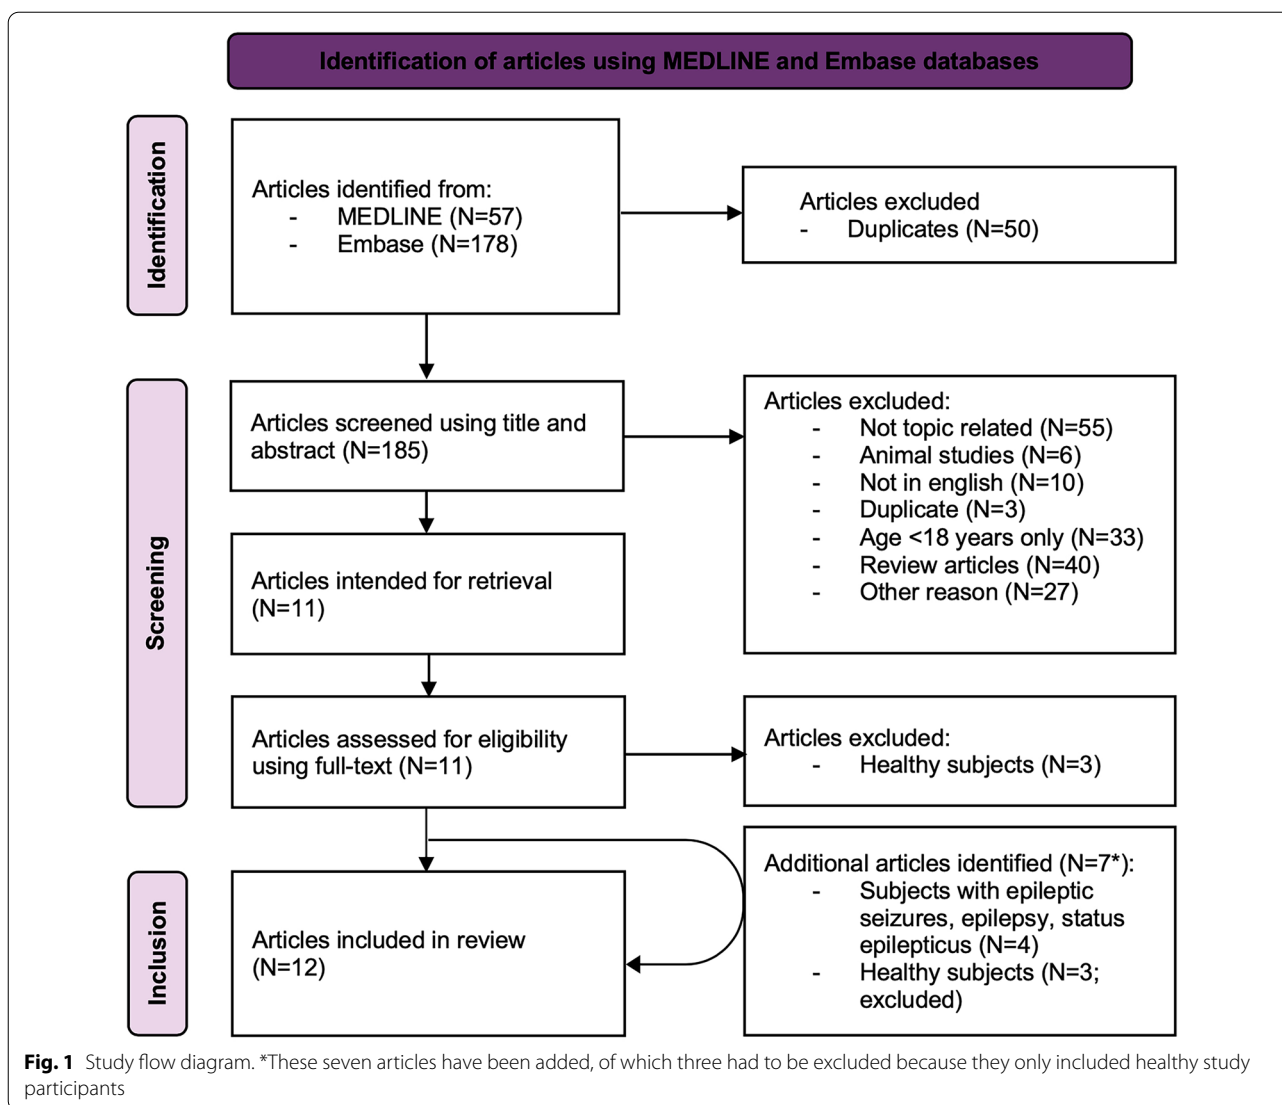 Identification of articles using MEDLINE and Embase databases
Identification
Articles identified from:
- MEDLINE (N=57)
- Embase (N=178)
Articles excluded
- Duplicates (N=50)
Screening
Articles screened using title and
abstract (N=185)
Articles excluded:
- Not topic related (N=55)
- Animal studies (N=6)
- Not in english (N=10)
- Duplicate (N=3)
- Age <18 years only (N=33)
- Review articles (N=40)
- Other reason (N=27)
Articles intended for retrieval
(N=11)
Articles assessed for eligibility
using full-text (N=11)
Articles excluded:
- Healthy subjects (N=3)
Inclusion
Articles included in review
(N=12)
Additional articles identified (N=7*):
- Subjects with epileptic
seizures, epilepsy, status
epilepticus (N=4)
- Healthy subjects (N=3;
excluded)
Fig. 1 Study flow diagram. *These seven articles have been added, of which three had to be excluded because they only included healthy study
participants